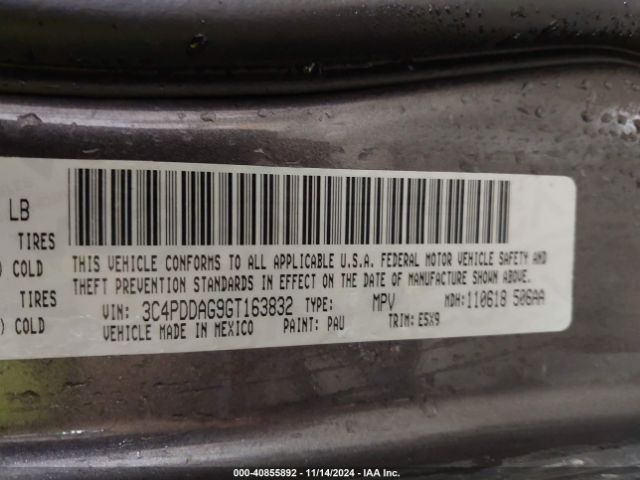 LB
TIRES
) COLD
TIRES
) COLD
THIS VEHICLE CONFORMS TO ALL APPLICABLE U.S.A. FEDERAL MOTOR VEHICLE SAFETY AND
THEFT PREVENTION STANDARDS IN EFFECT ON THE DATE OF MANUFACTURE SHOWN ABOVE.
VIN: 3C4PDDAG9GT163832 TYPE: MPV MDH: 110618 506AA
VEHICLE MADE IN MEXICO PAINT: PAU TRIM: E5X9
000-40855892 - 11/14/2024 - IAA Inc.